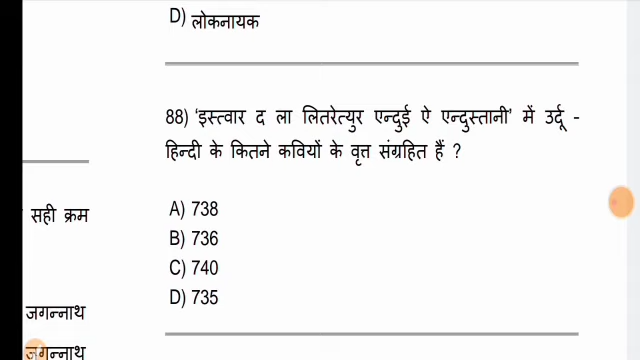 D) लोकनायक
88) 'इस्त्वार द ला लितरेत्युर एन्दुई ऐ एन्दुस्तानी' में उर्दू -
हिन्दी के कितने कवियों के वृत्त संग्रहित हैं ?
A) 738
B) 736
C) 740
D) 735
सही क्रम
जगन्नाथ
जगन्नाथ